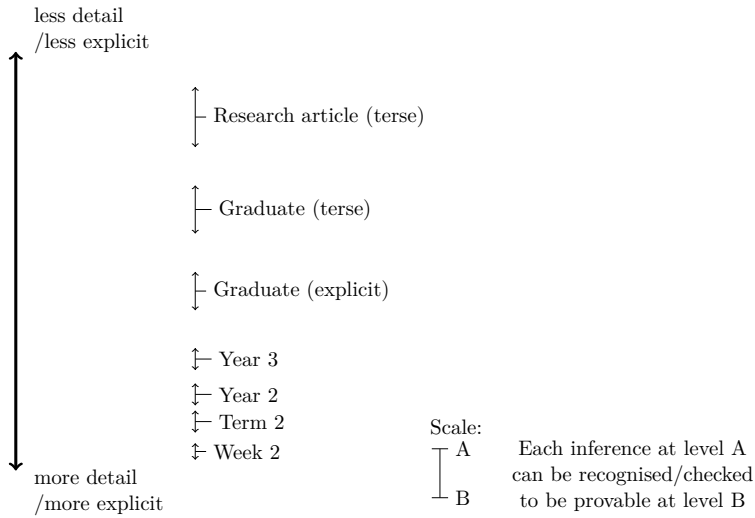 less detail
/less explicit
Research article (terse)
Graduate (terse)
Graduate (explicit)
Year 3
Year 2
Term 2
Week 2
more detail
/more explicit
Scale:
A
B
Each inference at level A
can be recognised/checked
to be provable at level B